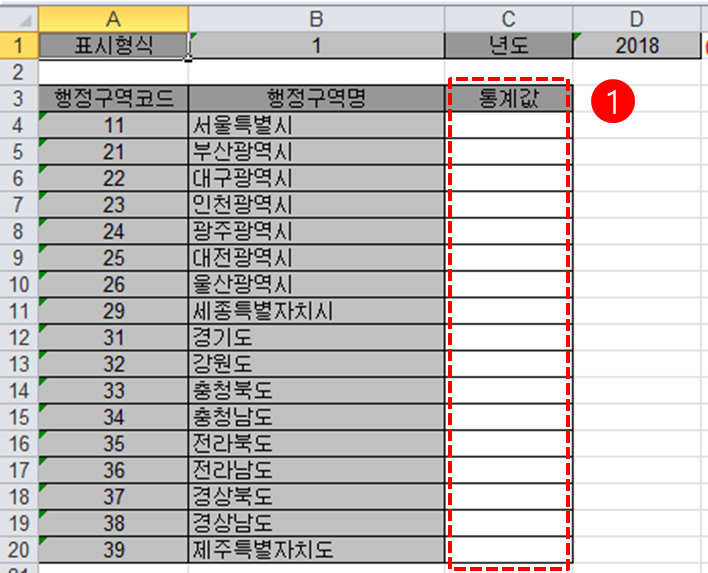 A B C D
1 표시형식 1 년도 2018
2
3 행정구역코드 행정구역명 통계값 1
4 11 서울특별시
5 21 부산광역시
6 22 대구광역시
7 23 인천광역시
8 24 광주광역시
9 25 대전광역시
10 26 울산광역시
11 29 세종특별자치시
12 31 경기도
13 32 강원도
14 33 충청북도
15 34 충청남도
16 35 전라북도
17 36 전라남도
18 37 경상북도
19 38 경상남도
20 39 제주특별자치도